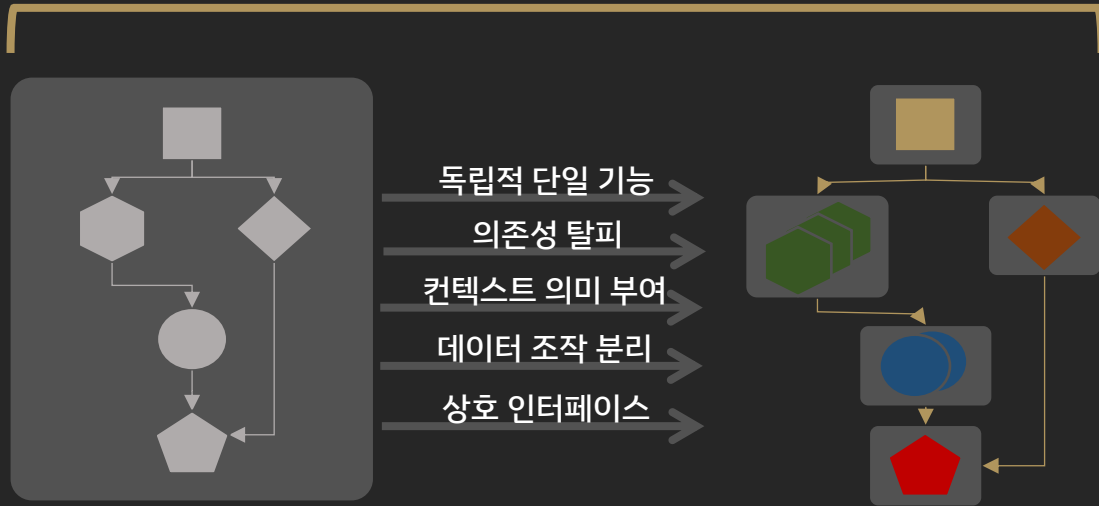 독립적 단일 기능
의존성 탈피
컨텍스트 의미 부여
데이터 조작 분리
상호 인터페이스